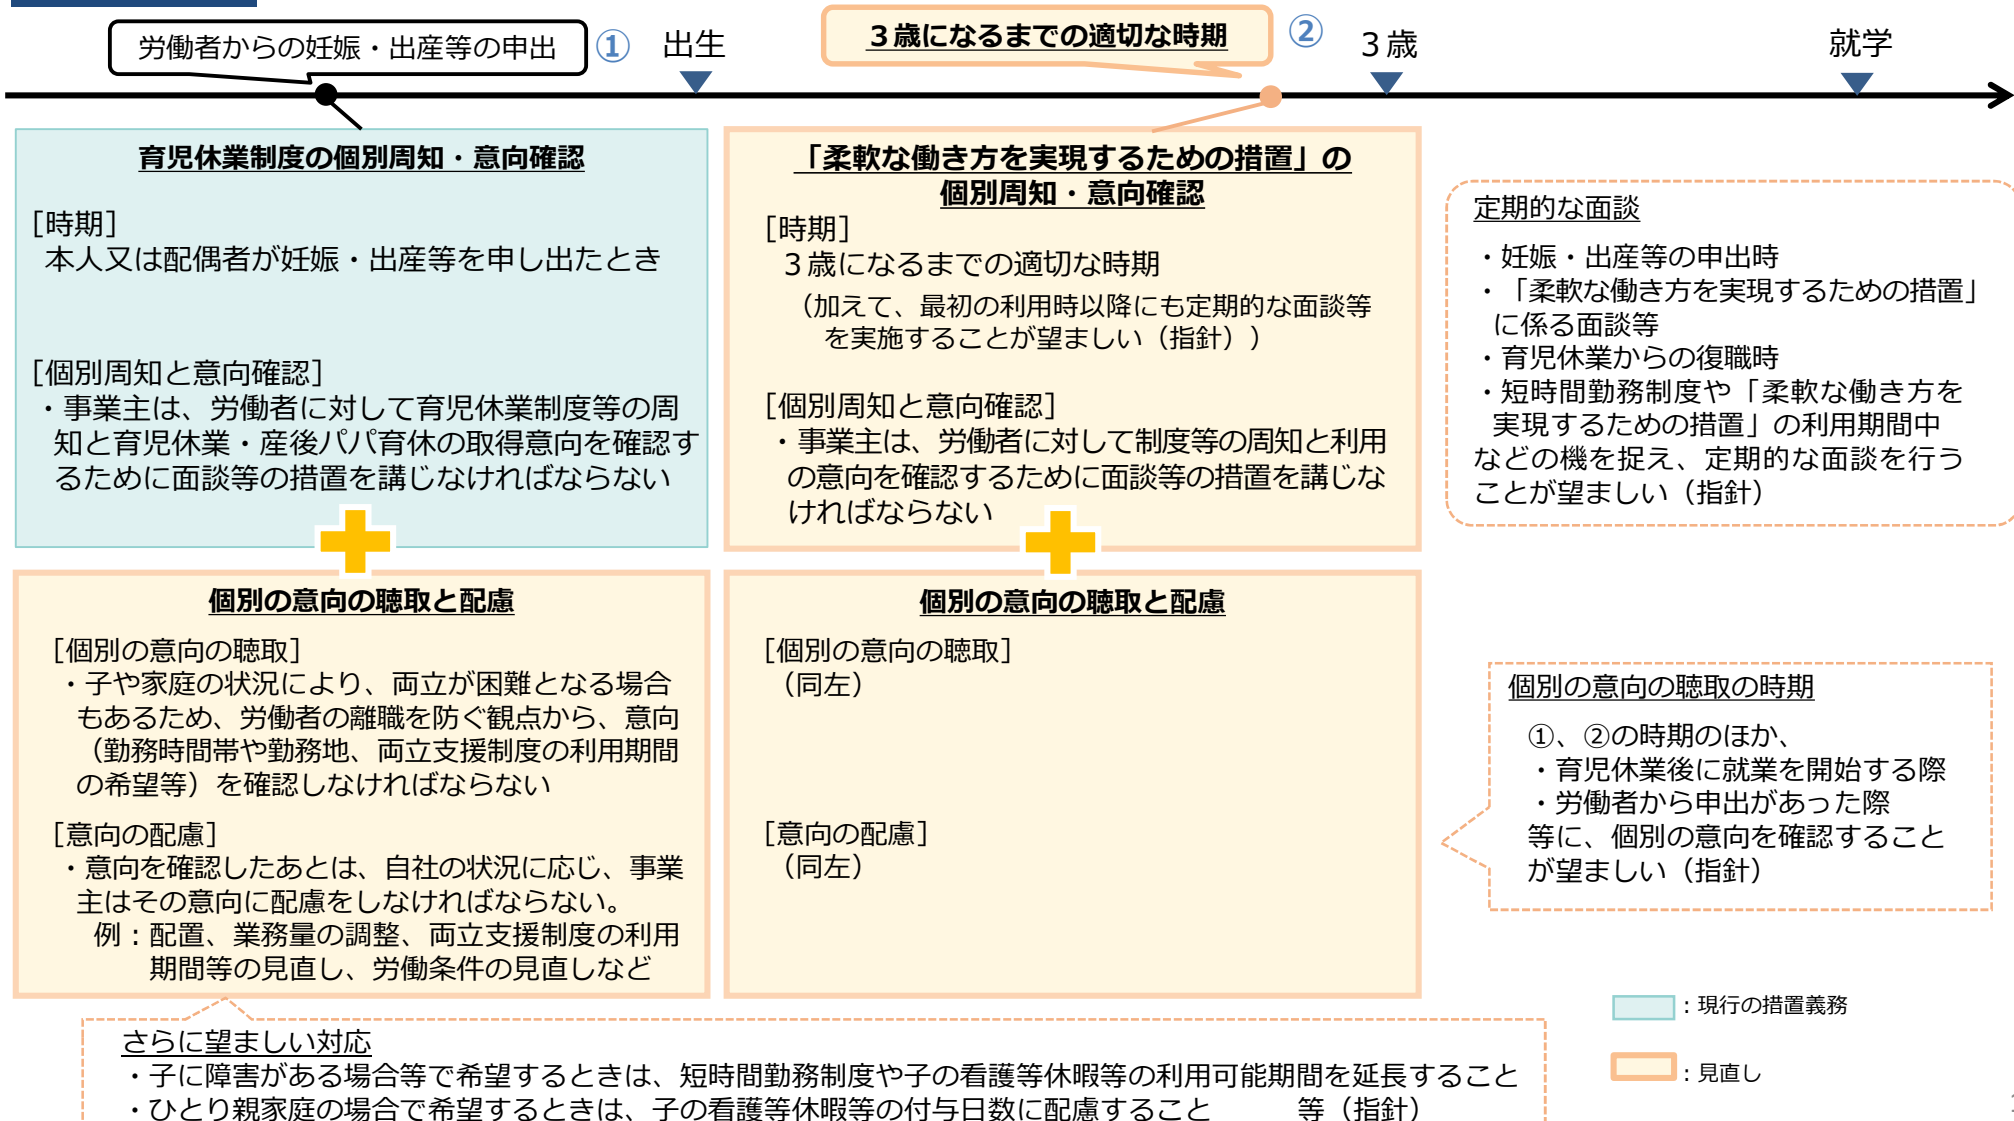 労働者からの妊娠・出産等の申出
①
出生
３歳になるまでの適切な時期
②
３歳
就学
育児休業制度の個別周知・意向確認
［時期］
本人又は配偶者が妊娠・出産等を申し出たとき
［個別周知と意向確認］
・事業主は、労働者に対して育児休業制度等の周
知と育児休業・産後パパ育休の取得意向を確認す
るために面談等の措置を講じなければならない
「柔軟な働き方を実現するための措置」の
個別周知・意向確認
［時期］
３歳になるまでの適切な時期
（加えて、最初の利用時以降にも定期的な面談等
を実施することが望ましい（指針））
［個別周知と意向確認］
・事業主は、労働者に対して制度等の周知と利用
の意向を確認するために面談等の措置を講じな
ければならない
定期的な面談
・妊娠・出産等の申出時
・「柔軟な働き方を実現するための措置」
に係る面談等
・育児休業からの復職時
・短時間勤務制度や「柔軟な働き方を
実現するための措置」の利用期間中
などの機を捉え、定期的な面談を行う
ことが望ましい（指針）
個別の意向の聴取と配慮
［個別の意向の聴取］
・子や家庭の状況により、両立が困難となる場合
もあるため、労働者の離職を防ぐ観点から、意向
（勤務時間帯や勤務地、両立支援制度の利用期間
の希望等）を確認しなければならない
［意向の配慮］
・意向を確認したあとは、自社の状況に応じ、事業
主はその意向に配慮をしなければならない。
例：配置、業務量の調整、両立支援制度の利用
期間等の見直し、労働条件の見直しなど
個別の意向の聴取と配慮
［個別の意向の聴取］
（同左）
［意向の配慮］
（同左）
個別の意向の聴取の時期
①、②の時期のほか、
・育児休業後に就業を開始する際
・労働者から申出があった際
等に、個別の意向を確認すること
が望ましい（指針）
さらに望ましい対応
・子に障害がある場合等で希望するときは、短時間勤務制度や子の看護等休暇等の利用可能期間を延長すること
・ひとり親家庭の場合で希望するときは、子の看護等休暇等の付与日数に配慮すること　　等（指針）
：現行の措置義務
：見直し